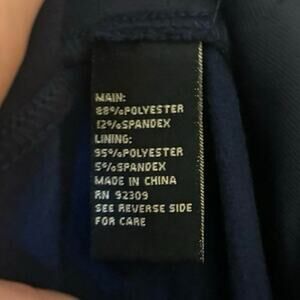 MAIN:
88%POLYESTER
12%SPANDEX
LINING:
95%POLYESTER
5%SPANDEX
MADE IN CHINA
RN 92309
SEE REVERSE SIDE
FOR CARE